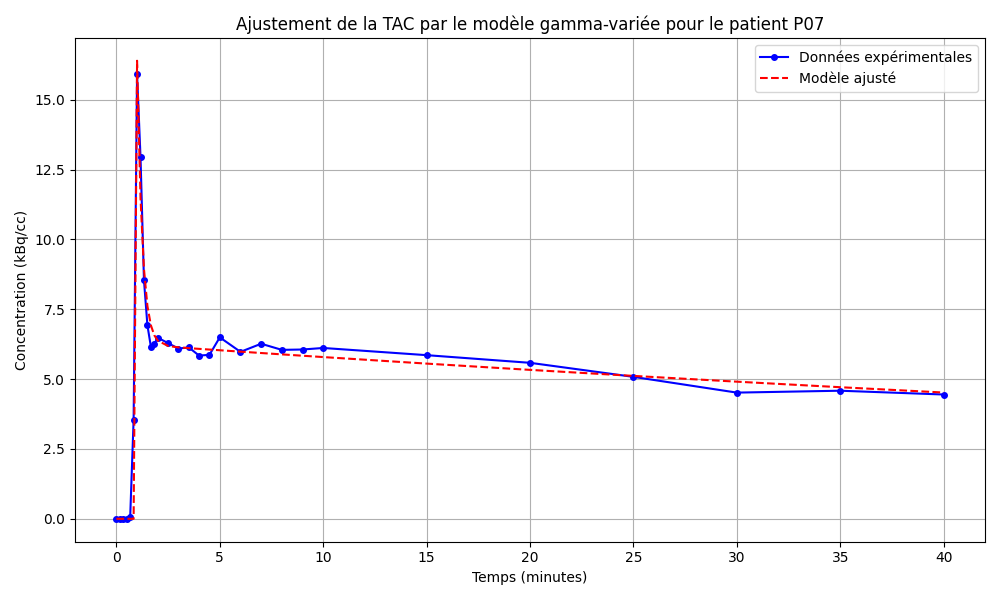 Ajustement de la TAC par le modèle gamma-variée pour le patient P07
Données expérimentales
Modèle ajusté
Concentration (kBq/cc)
15.0
12.5
10.0
7.5
5.0
2.5
0.0
0 5 10 15 20 25 30 35 40
Temps (minutes)